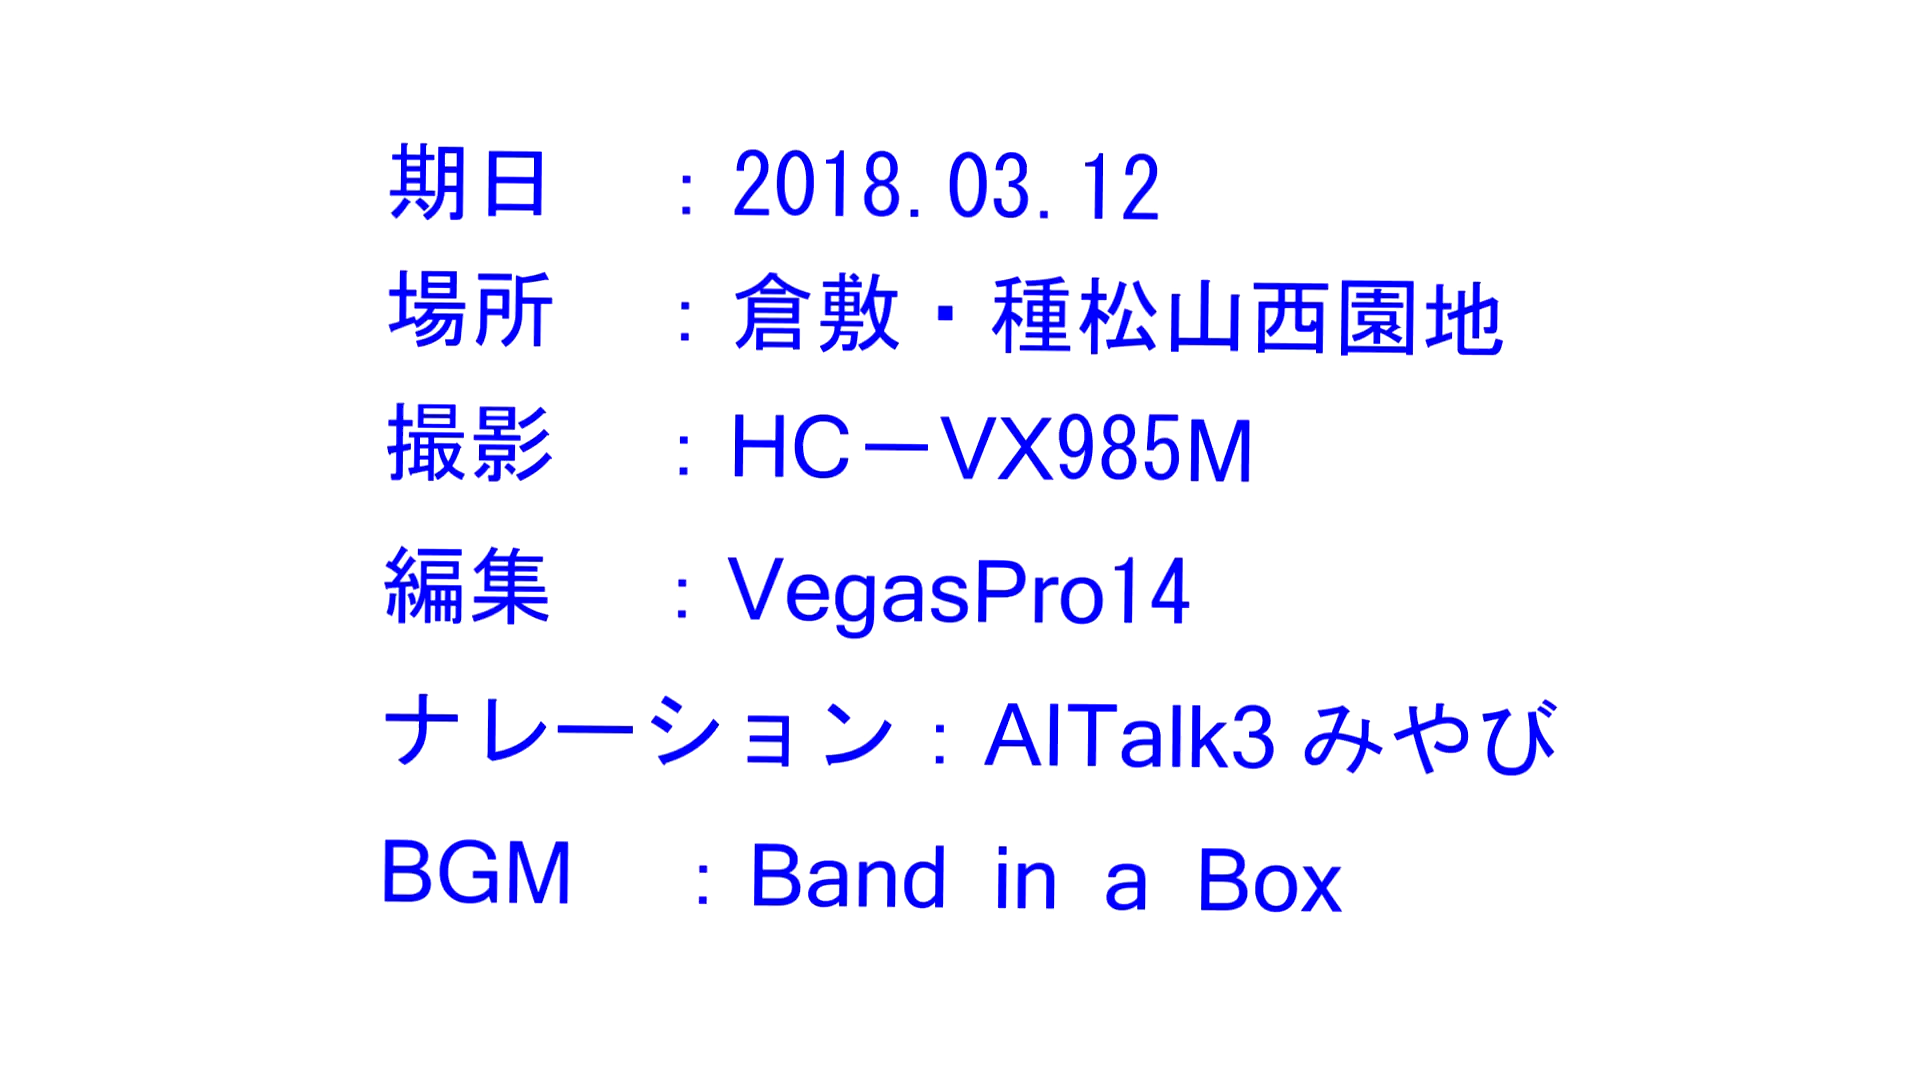 期日　：2018.03.12
場所　：倉敷・種松山西園地
撮影　：HC－VX985M
編集　：VegasPro14
ナレーション：AITalk3 みやび
BGM　：Band in a Box